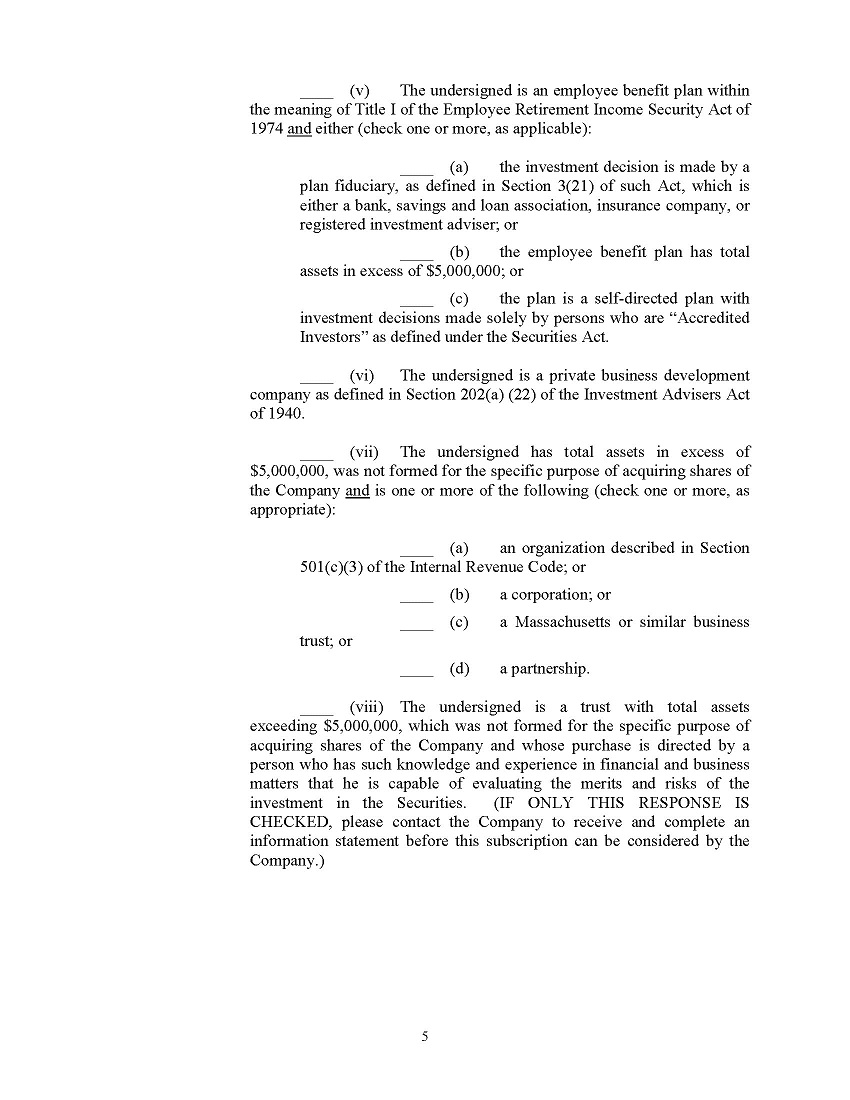 ____ (v) The undersigned is an employee benefit plan within
the meaning of Title I of the Employee Retirement Income Security Act of
1974 and either (check one or more, as applicable):
____ (a) the investment decision is made by a
plan fiduciary, as defined in Section 3(21) of such Act, which is
either a bank, savings and loan association, insurance company, or
registered investment adviser; or
____ (b) the employee benefit plan has total
assets in excess of $5,000,000; or
____ (c) the plan is a self-directed plan with
investment decisions made solely by persons who are “Accredited
Investors” as defined under the Securities Act.
____ (vi) The undersigned is a private business development
company as defined in Section 202(a) (22) of the Investment Advisers Act
of 1940.
____ (vii) The undersigned has total assets in excess of
$5,000,000, was not formed for the specific purpose of acquiring shares of
the Company and is one or more of the following (check one or more, as
appropriate):
____ (a) an organization described in Section
501(c)(3) of the Internal Revenue Code; or
____ (b) a corporation; or
____ (c) a Massachusetts or similar business
trust; or
____ (d) a partnership.
____ (viii) The undersigned is a trust with total assets
exceeding $5,000,000, which was not formed for the specific purpose of
acquiring shares of the Company and whose purchase is directed by a
person who has such knowledge and experience in financial and business
matters that he is capable of evaluating the merits and risks of the
investment in the Securities. (IF ONLY THIS RESPONSE IS
CHECKED, please contact the Company to receive and complete an
information statement before this subscription can be considered by the
Company.)
5